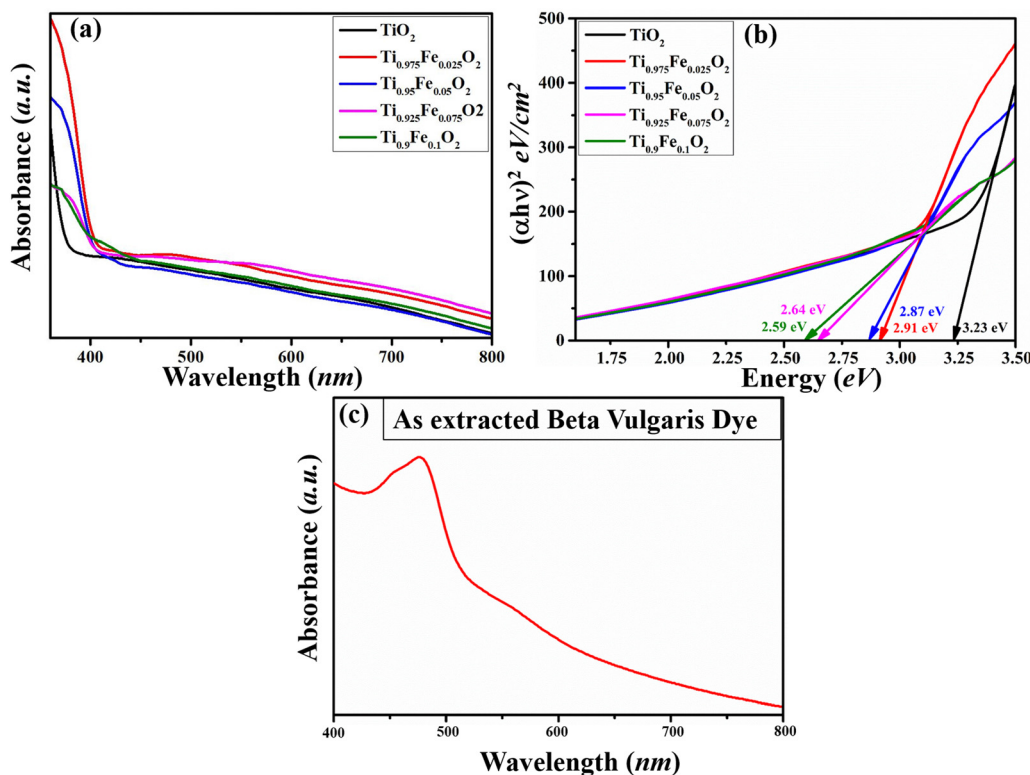 (a)
TiO₂
Ti₀.₉₇₅Fe₀.₀₂₅O₂
Ti₀.₉₅Fe₀.₀₅O₂
Ti₀.₉₂₅Fe₀.₀₇₅O2
Ti₀.₉Fe₀.₁O₂
Absorbance (a.u.)
400 500 600 700 800
Wavelength (nm)
(b)
TiO₂
Ti₀.₉₇₅Fe₀.₀₂₅O₂
Ti₀.₉₅Fe₀.₀₅O₂
Ti₀.₉₂₅Fe₀.₀₇₅O₂
Ti₀.₉Fe₀.₁O₂
(αhν)² eV/cm²
500
400
300
200
100
0
2.64 eV
2.59 eV
2.87 eV
2.91 eV
3.23 eV
1.75 2.00 2.25 2.50 2.75 3.00 3.25 3.50
Energy (eV)
(c)
As extracted Beta Vulgaris Dye
Absorbance (a.u.)
400 500 600 700 800
Wavelength (nm)